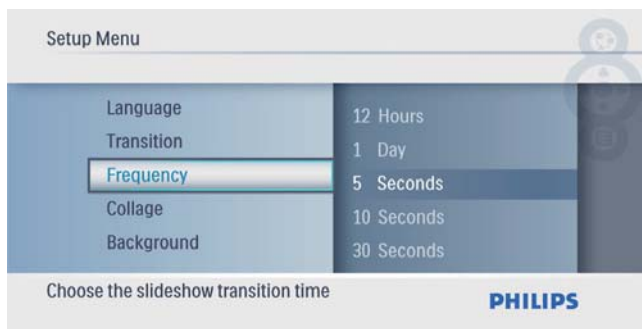 Setup Menu
Language
Transition
Frequency
Collage
Background
12 Hours
1 Day
5 Seconds
10 Seconds
30 Seconds
Choose the slideshow transition time
PHILIPS